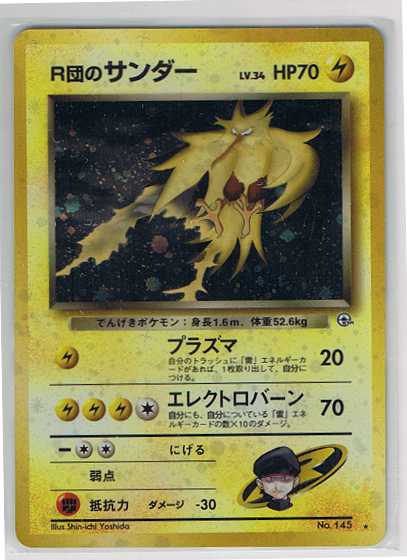 R団のサンダー LV.34 HP70
でんげきポケモン：身長1.6m、体重52.6kg
プラズマ 20
自分のトラッシュに「雷」エネルギーカ
ードがあれば、1枚取り出して、自分に
つける。
エレクトロバーン 70
自分にも、自分についている「雷」エネ
ルギーカードの数×10のダメージ。
にげる
弱点
抵抗力 ダメージ -30
Illus Shin-ichi Yoshida
No. 145